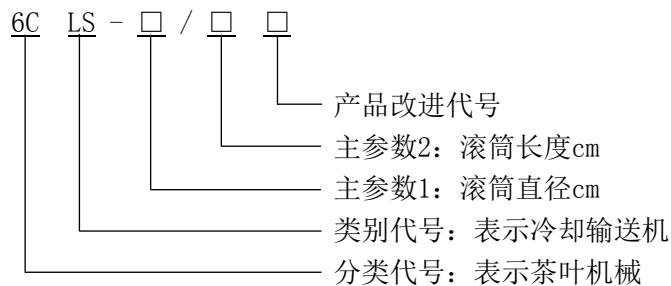 6C LS - □ / □ □
产品改进代号
主参数2：滚筒长度cm
主参数1：滚筒直径cm
类别代号：表示冷却输送机
分类代号：表示茶叶机械